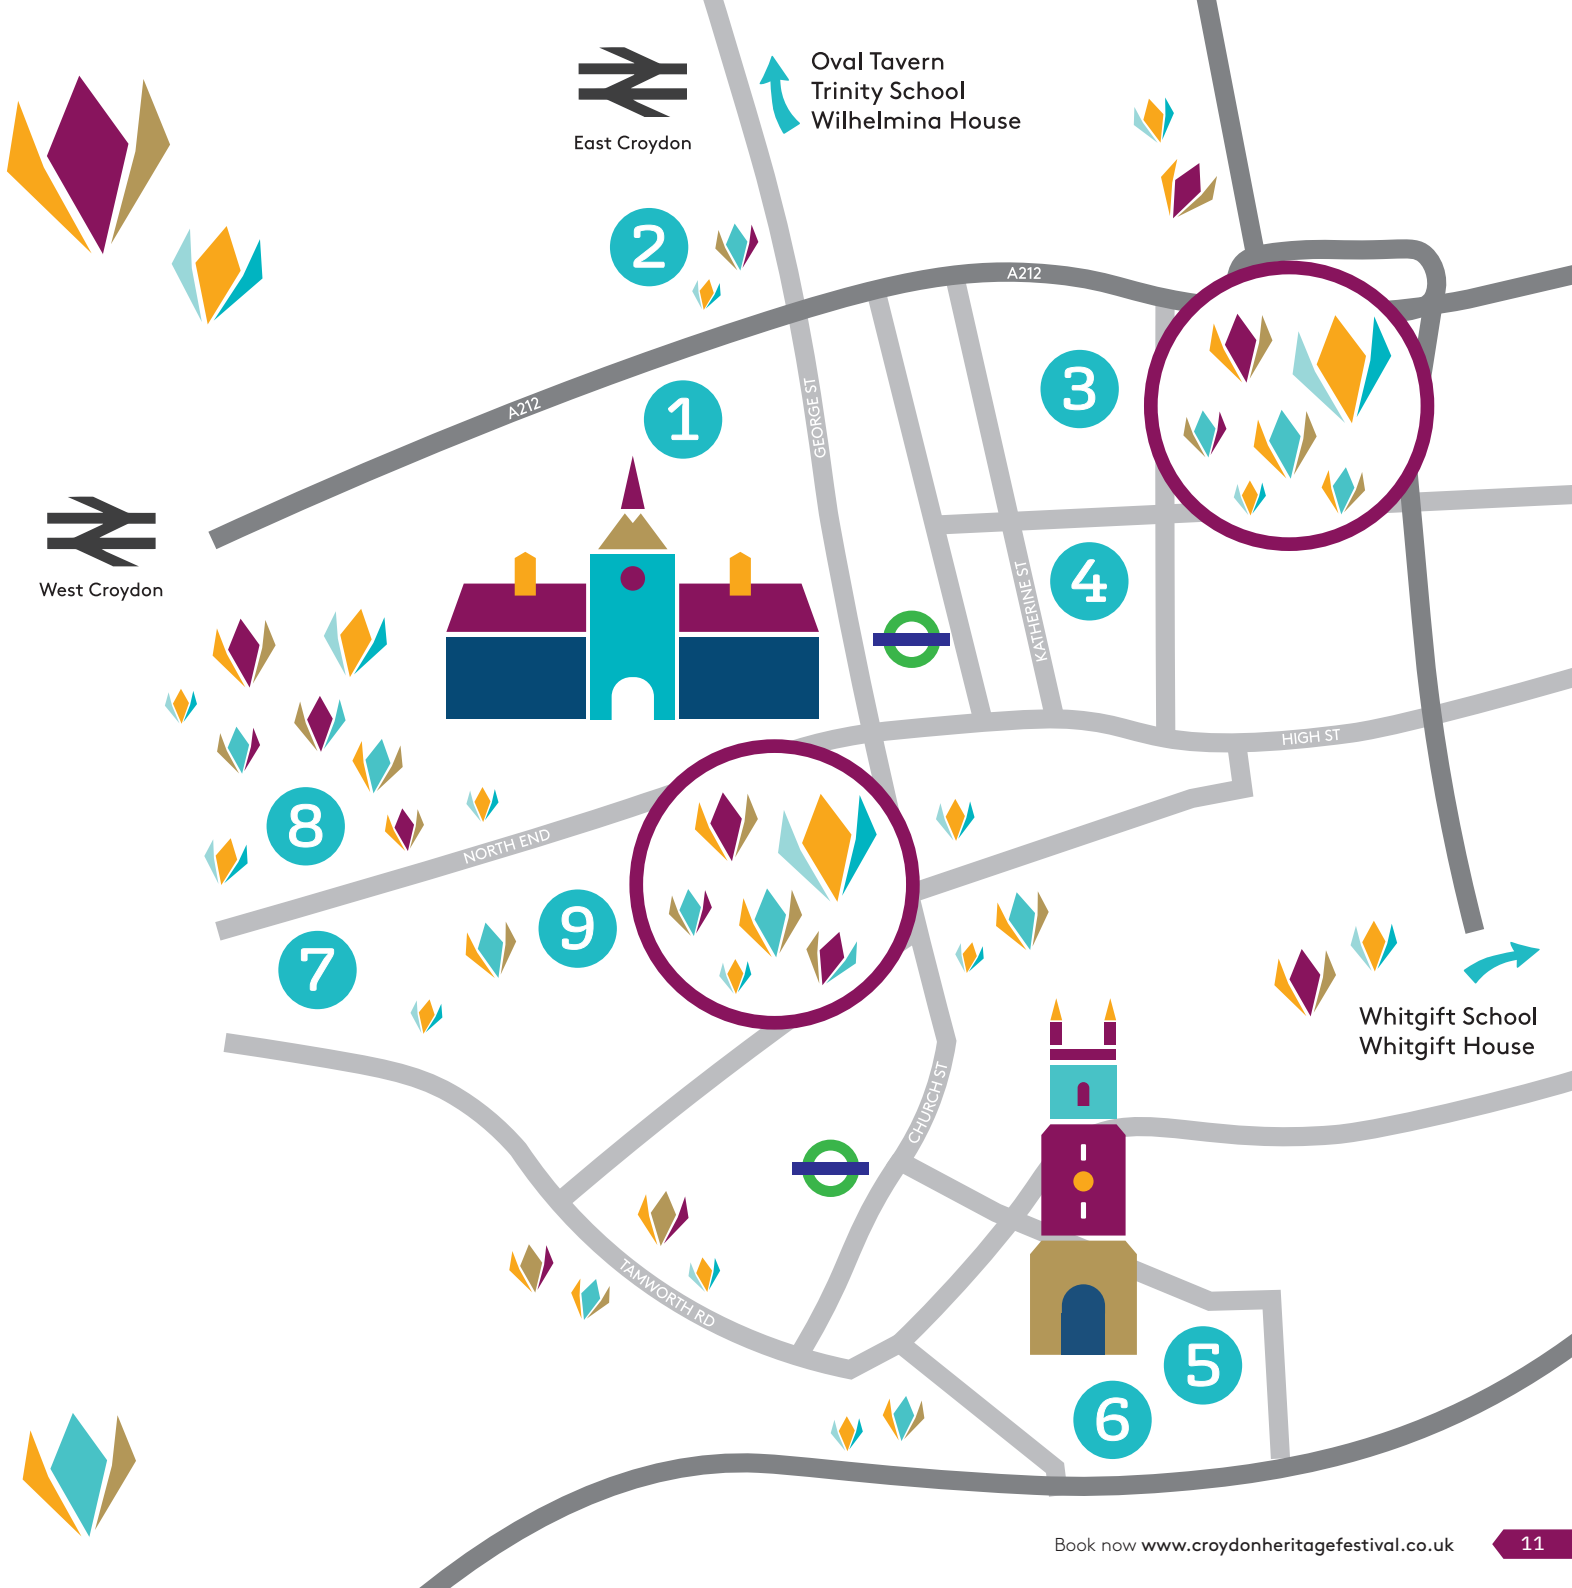 Oval Tavern
Trinity School
Wilhelmina House
East Croydon
2
A212
3
A212
1
GEORGE ST
West Croydon
4
KATHERINE ST
HIGH ST
8
NORTH END
9
7
Whitgift School
Whitgift House
CHURCH ST
TAMWORTH RD
5
6
Book now www.croydonheritagefestival.co.uk
11